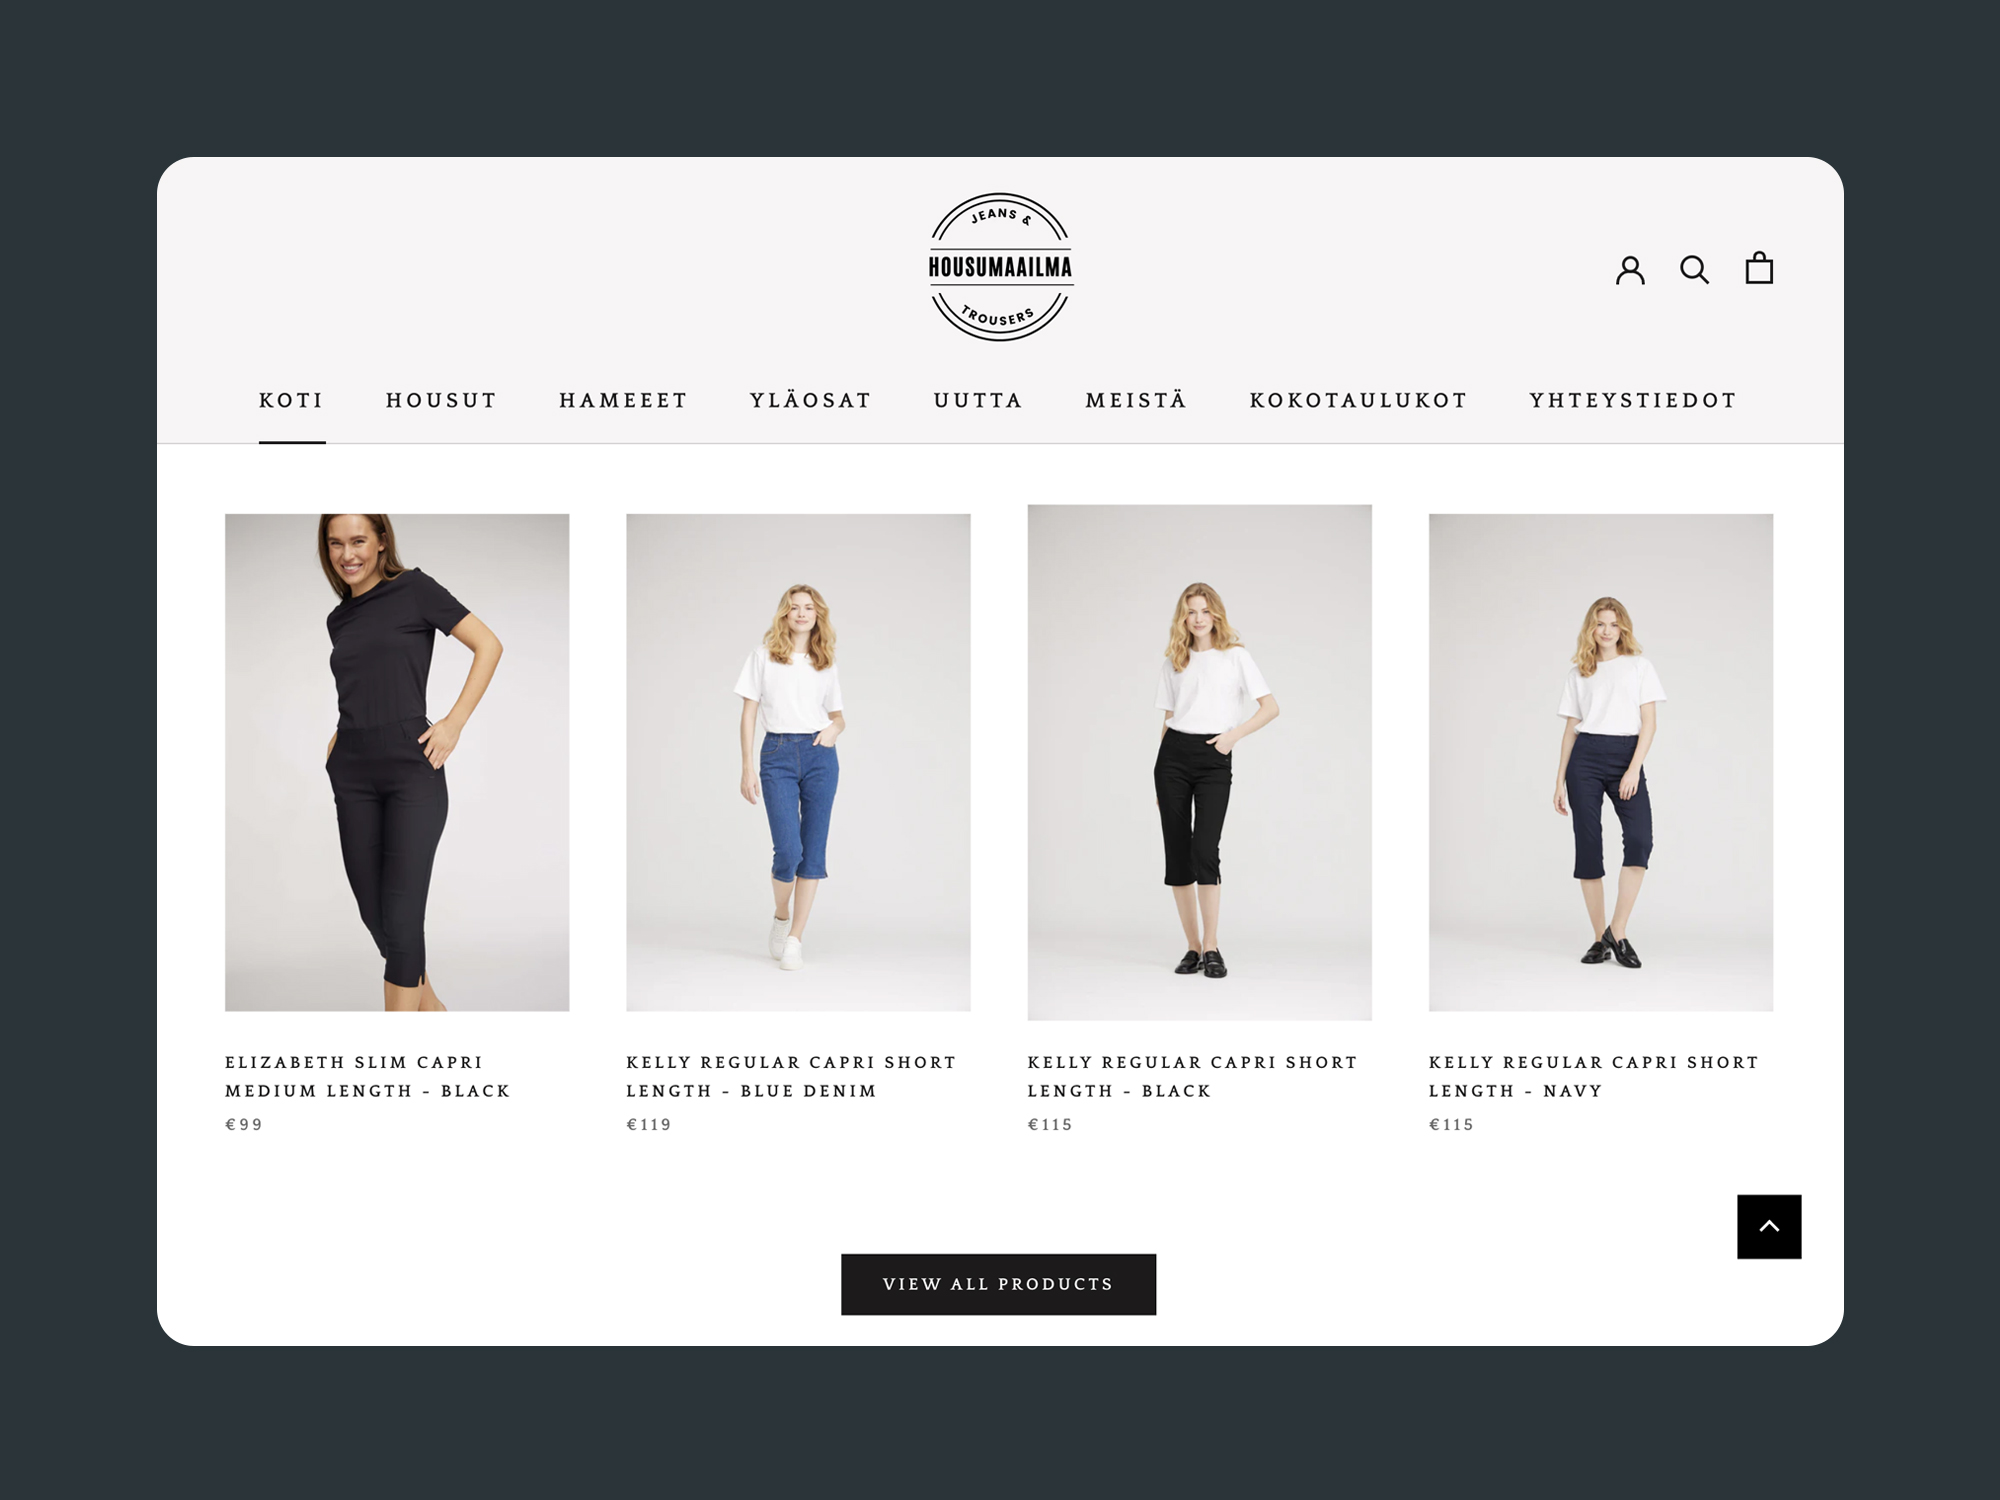 JEANS &
HOUSUMAAILMA
TROUSERS
KOTI HOUSUT HAMEEET YLÄOSAT UUTTA MEISTÄ KOKOTAULUKOT YHTEYSTIEDOT
ELIZABETH SLIM CAPRI
MEDIUM LENGTH - BLACK
€99
KELLY REGULAR CAPRI SHORT
LENGTH - BLUE DENIM
€119
KELLY REGULAR CAPRI SHORT
LENGTH - BLACK
€115
KELLY REGULAR CAPRI SHORT
LENGTH - NAVY
€115
VIEW ALL PRODUCTS